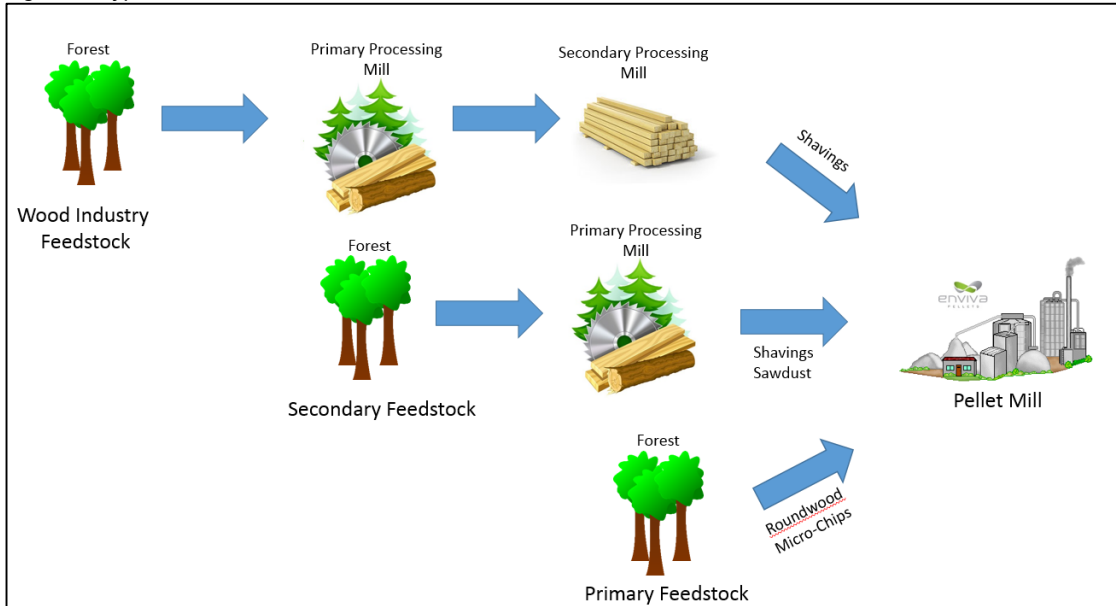 Forest
Primary Processing
Mill
Secondary Processing
Mill
Shavings
Wood Industry
Feedstock
Forest
Primary Processing
Mill
enviva
PELLETS
Shavings
Sawdust
Secondary Feedstock
Pellet Mill
Forest
Roundwood
Micro-Chips
Primary Feedstock